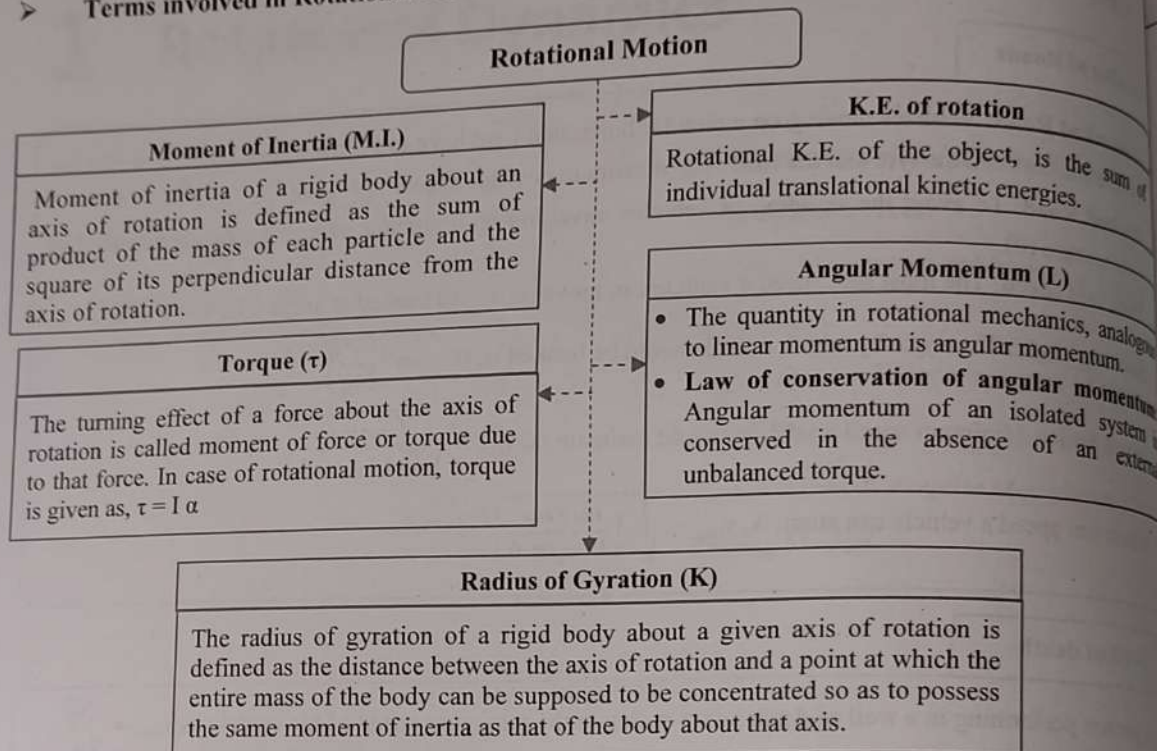 ➤ Terms involved in
Rotational Motion
Moment of Inertia (M.I.)
Moment of inertia of a rigid body about an
axis of rotation is defined as the sum of
product of the mass of each particle and the
square of its perpendicular distance from the
axis of rotation.
K.E. of rotation
Rotational K.E. of the object, is the sum of
individual translational kinetic energies.
Torque (τ)
The turning effect of a force about the axis of
rotation is called moment of force or torque due
to that force. In case of rotational motion, torque
is given as, τ = I α
Angular Momentum (L)
• The quantity in rotational mechanics,
to linear momentum is angular momentum.
• Law of conservation of angular momentum
Angular momentum of an isolated system
conserved in the absence of an
unbalanced torque.
Radius of Gyration (K)
The radius of gyration of a rigid body about a given axis of rotation is
defined as the distance between the axis of rotation and a point at which the
entire mass of the body can be supposed to be concentrated so as to possess
the same moment of inertia as that of the body about that axis.